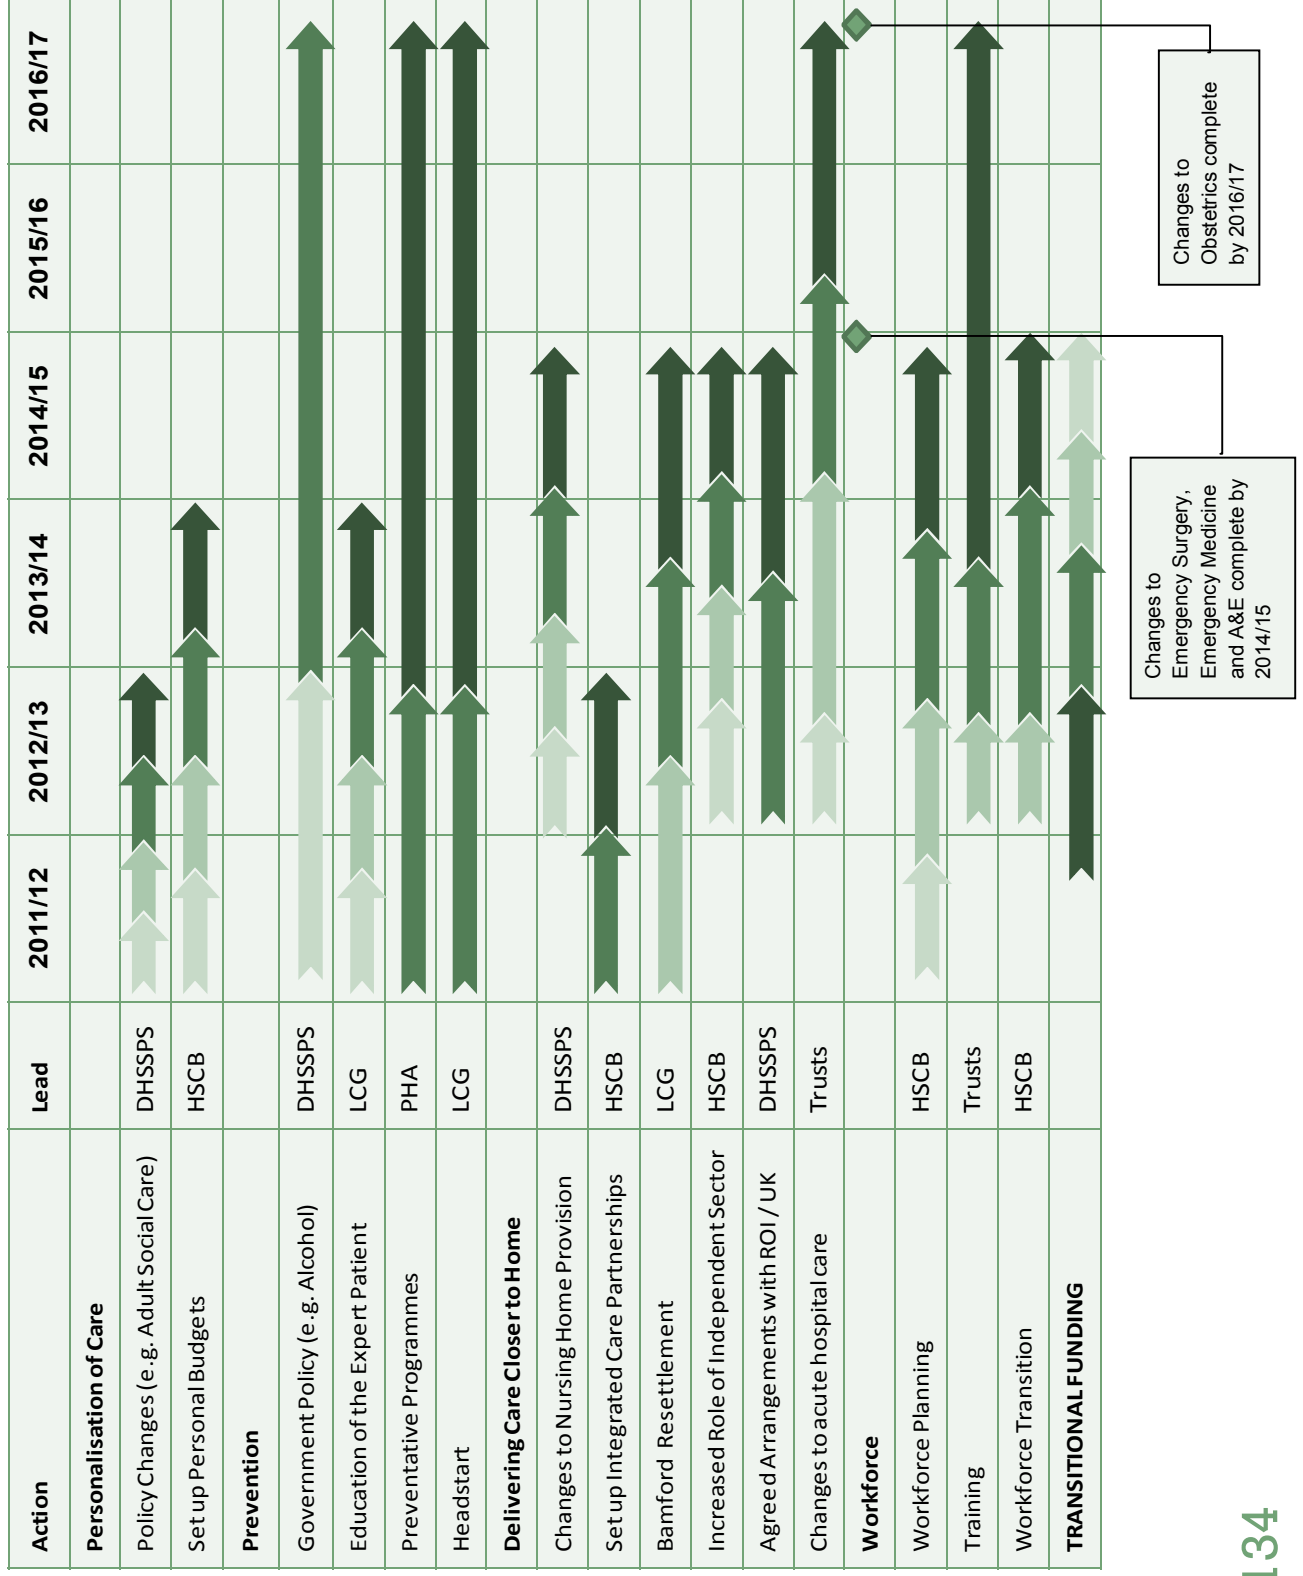 Action Lead 2011/12 2012/13 2013/14 2014/15 2015/16 2016/17
Personalisation of Care
Policy Changes (e.g. Adult Social Care) DHSSPS
Set up Personal Budgets HSCB
Prevention
Government Policy (e.g. Alcohol) DHSSPS
Education of the Expert Patient LCG
Preventative Programmes PHA
Headstart LCG
Delivering Care Closer to Home
Changes to Nursing Home Provision DHSSPS
Set up Integrated Care Partnerships HSCB
Bamford Resettlement LCG
Increased Role of Independent Sector HSCB
Agreed Arrangements with ROI / UK DHSSPS
Changes to acute hospital care Trusts
Workforce
Workforce Planning HSCB
Training Trusts
Workforce Transition HSCB
TRANSITIONAL FUNDING
Changes to
Emergency Surgery,
Emergency Medicine
and A&E complete by
2014/15
Changes to
Obstetrics complete
by 2016/17
134